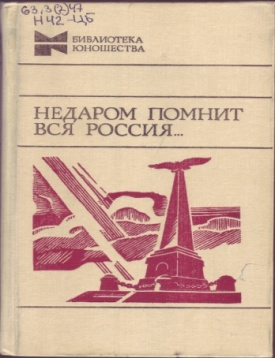 63.3(2)47
Н42 -ЦБ
БИБЛИОТЕКА
ЮНОШЕСТВА
НЕДАРОМ ПОМНИТ
ВСЯ РОССИЯ...